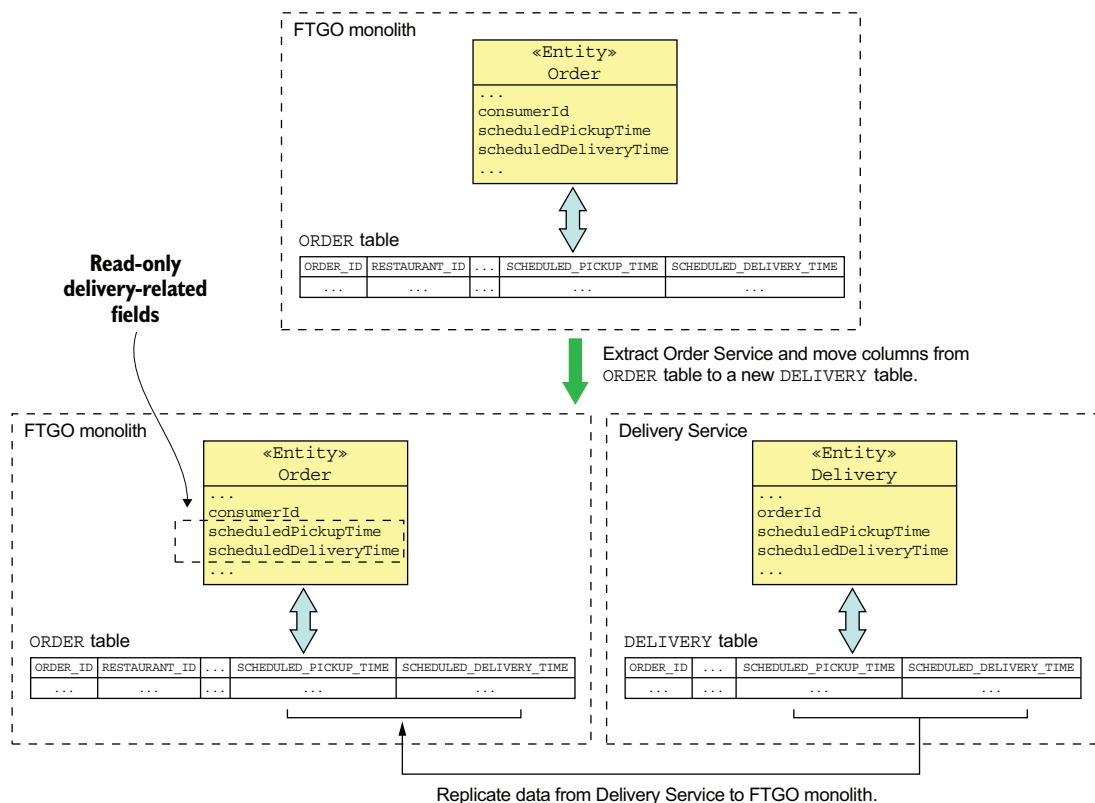 FTGO monolith
«Entity»
Order
...
consumerId
scheduledPickupTime
scheduledDeliveryTime
...
ORDER table
ORDER_ID RESTAURANT_ID ... SCHEDULED_PICKUP_TIME SCHEDULED_DELIVERY_TIME
... ... ... ... ...
Read-only
delivery-related
fields
Extract Order Service and move columns from
ORDER table to a new DELIVERY table.
FTGO monolith
«Entity»
Order
...
consumerId
scheduledPickupTime
scheduledDeliveryTime
...
ORDER table
ORDER_ID RESTAURANT_ID ... SCHEDULED_PICKUP_TIME SCHEDULED_DELIVERY_TIME
... ... ... ... ...
Delivery Service
«Entity»
Delivery
...
orderId
scheduledPickupTime
scheduledDeliveryTime
...
DELIVERY table
ORDER_ID ... SCHEDULED_PICKUP_TIME SCHEDULED_DELIVERY_TIME
... ... ... ...
Replicate data from Delivery Service to FTGO monolith.